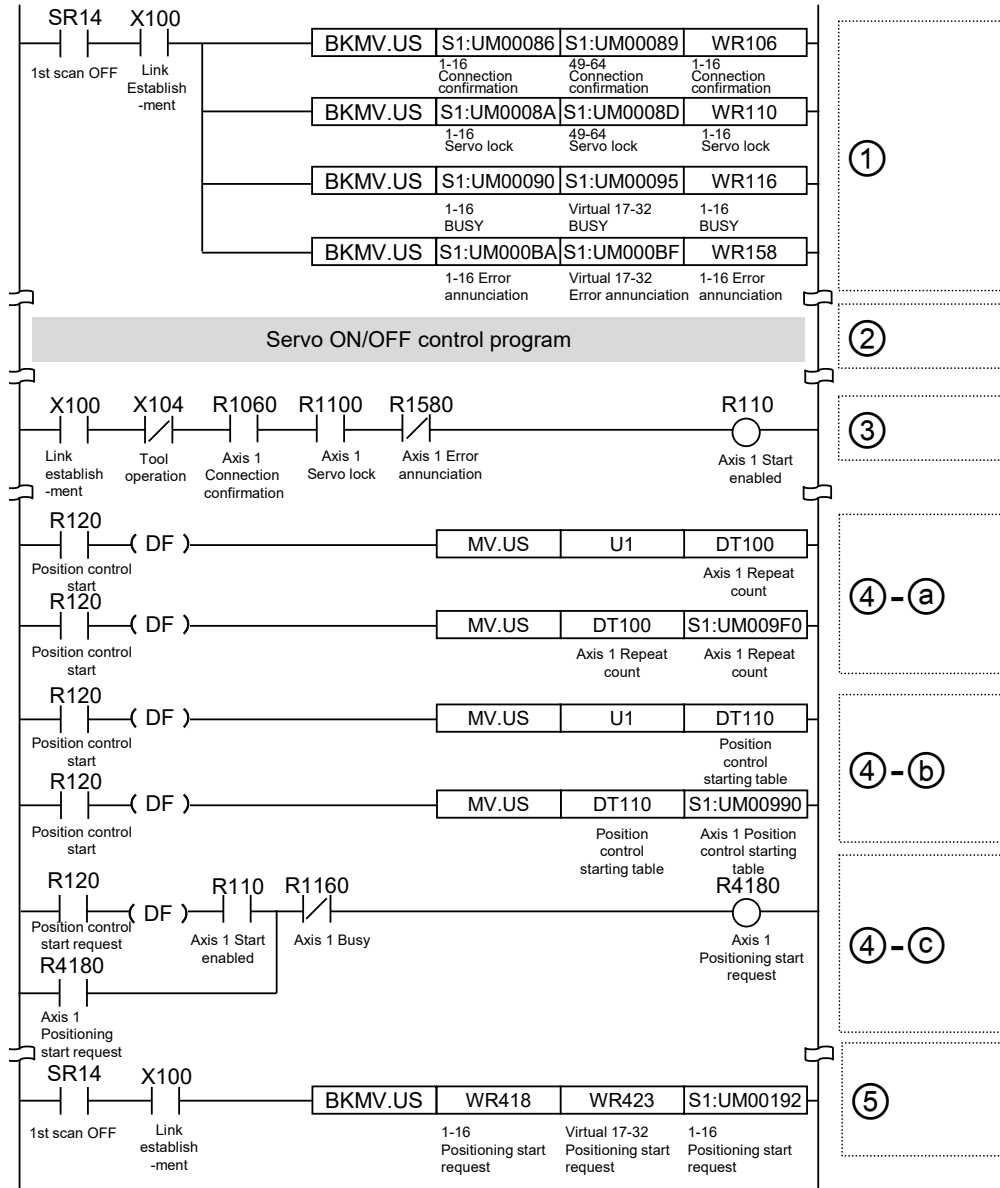 SR14 X100
BKMV.US S1:UM00086 S1:UM00089 WR106
1st scan OFF
Link
Establish
-ment
1-16
Connection
confirmation
49-64
Connection
confirmation
1-16
Connection
confirmation
BKMV.US S1:UM0008A S1:UM0008D WR110
1-16
Servo lock
49-64
Servo lock
1-16
Servo lock
①
BKMV.US S1:UM00090 S1:UM00095 WR116
1-16
BUSY
Virtual 17-32
BUSY
1-16
BUSY
BKMV.US S1:UM000BA S1:UM000BF WR158
1-16 Error
annunciation
Virtual 17-32
Error annunciation
1-16 Error
annunciation
Servo ON/OFF control program
②
X100 X104 R1060 R1100 R1580 R110
Link
establish
-ment
Tool
operation
Axis 1
Connection
confirmation
Axis 1
Servo lock
Axis 1 Error
annunciation
Axis 1 Start
enabled
③
R120
( DF ) MV.US U1 DT100
Position control
start
Axis 1 Repeat
count
R120
( DF ) MV.US DT100 S1:UM009F0
Position control
start
Axis 1 Repeat
count
Axis 1 Repeat
count
④-ⓐ
R120
( DF ) MV.US U1 DT110
Position control
start
Position
control
starting table
R120
( DF ) MV.US DT110 S1:UM00990
Position control
start
Position
control
starting table
Axis 1 Position
control starting
table
④-ⓑ
R120 R110 R1160 R4180
( DF )
Position control
start request
Axis 1 Start
enabled
Axis 1 Busy
Axis 1
Positioning start
request
R4180
Axis 1
Positioning
start request
④-ⓒ
SR14 X100
BKMV.US WR418 WR423 S1:UM00192
1st scan OFF
Link
establish
-ment
1-16
Positioning start
request
Virtual 17-32
Positioning start
request
1-16
Positioning start
request
⑤